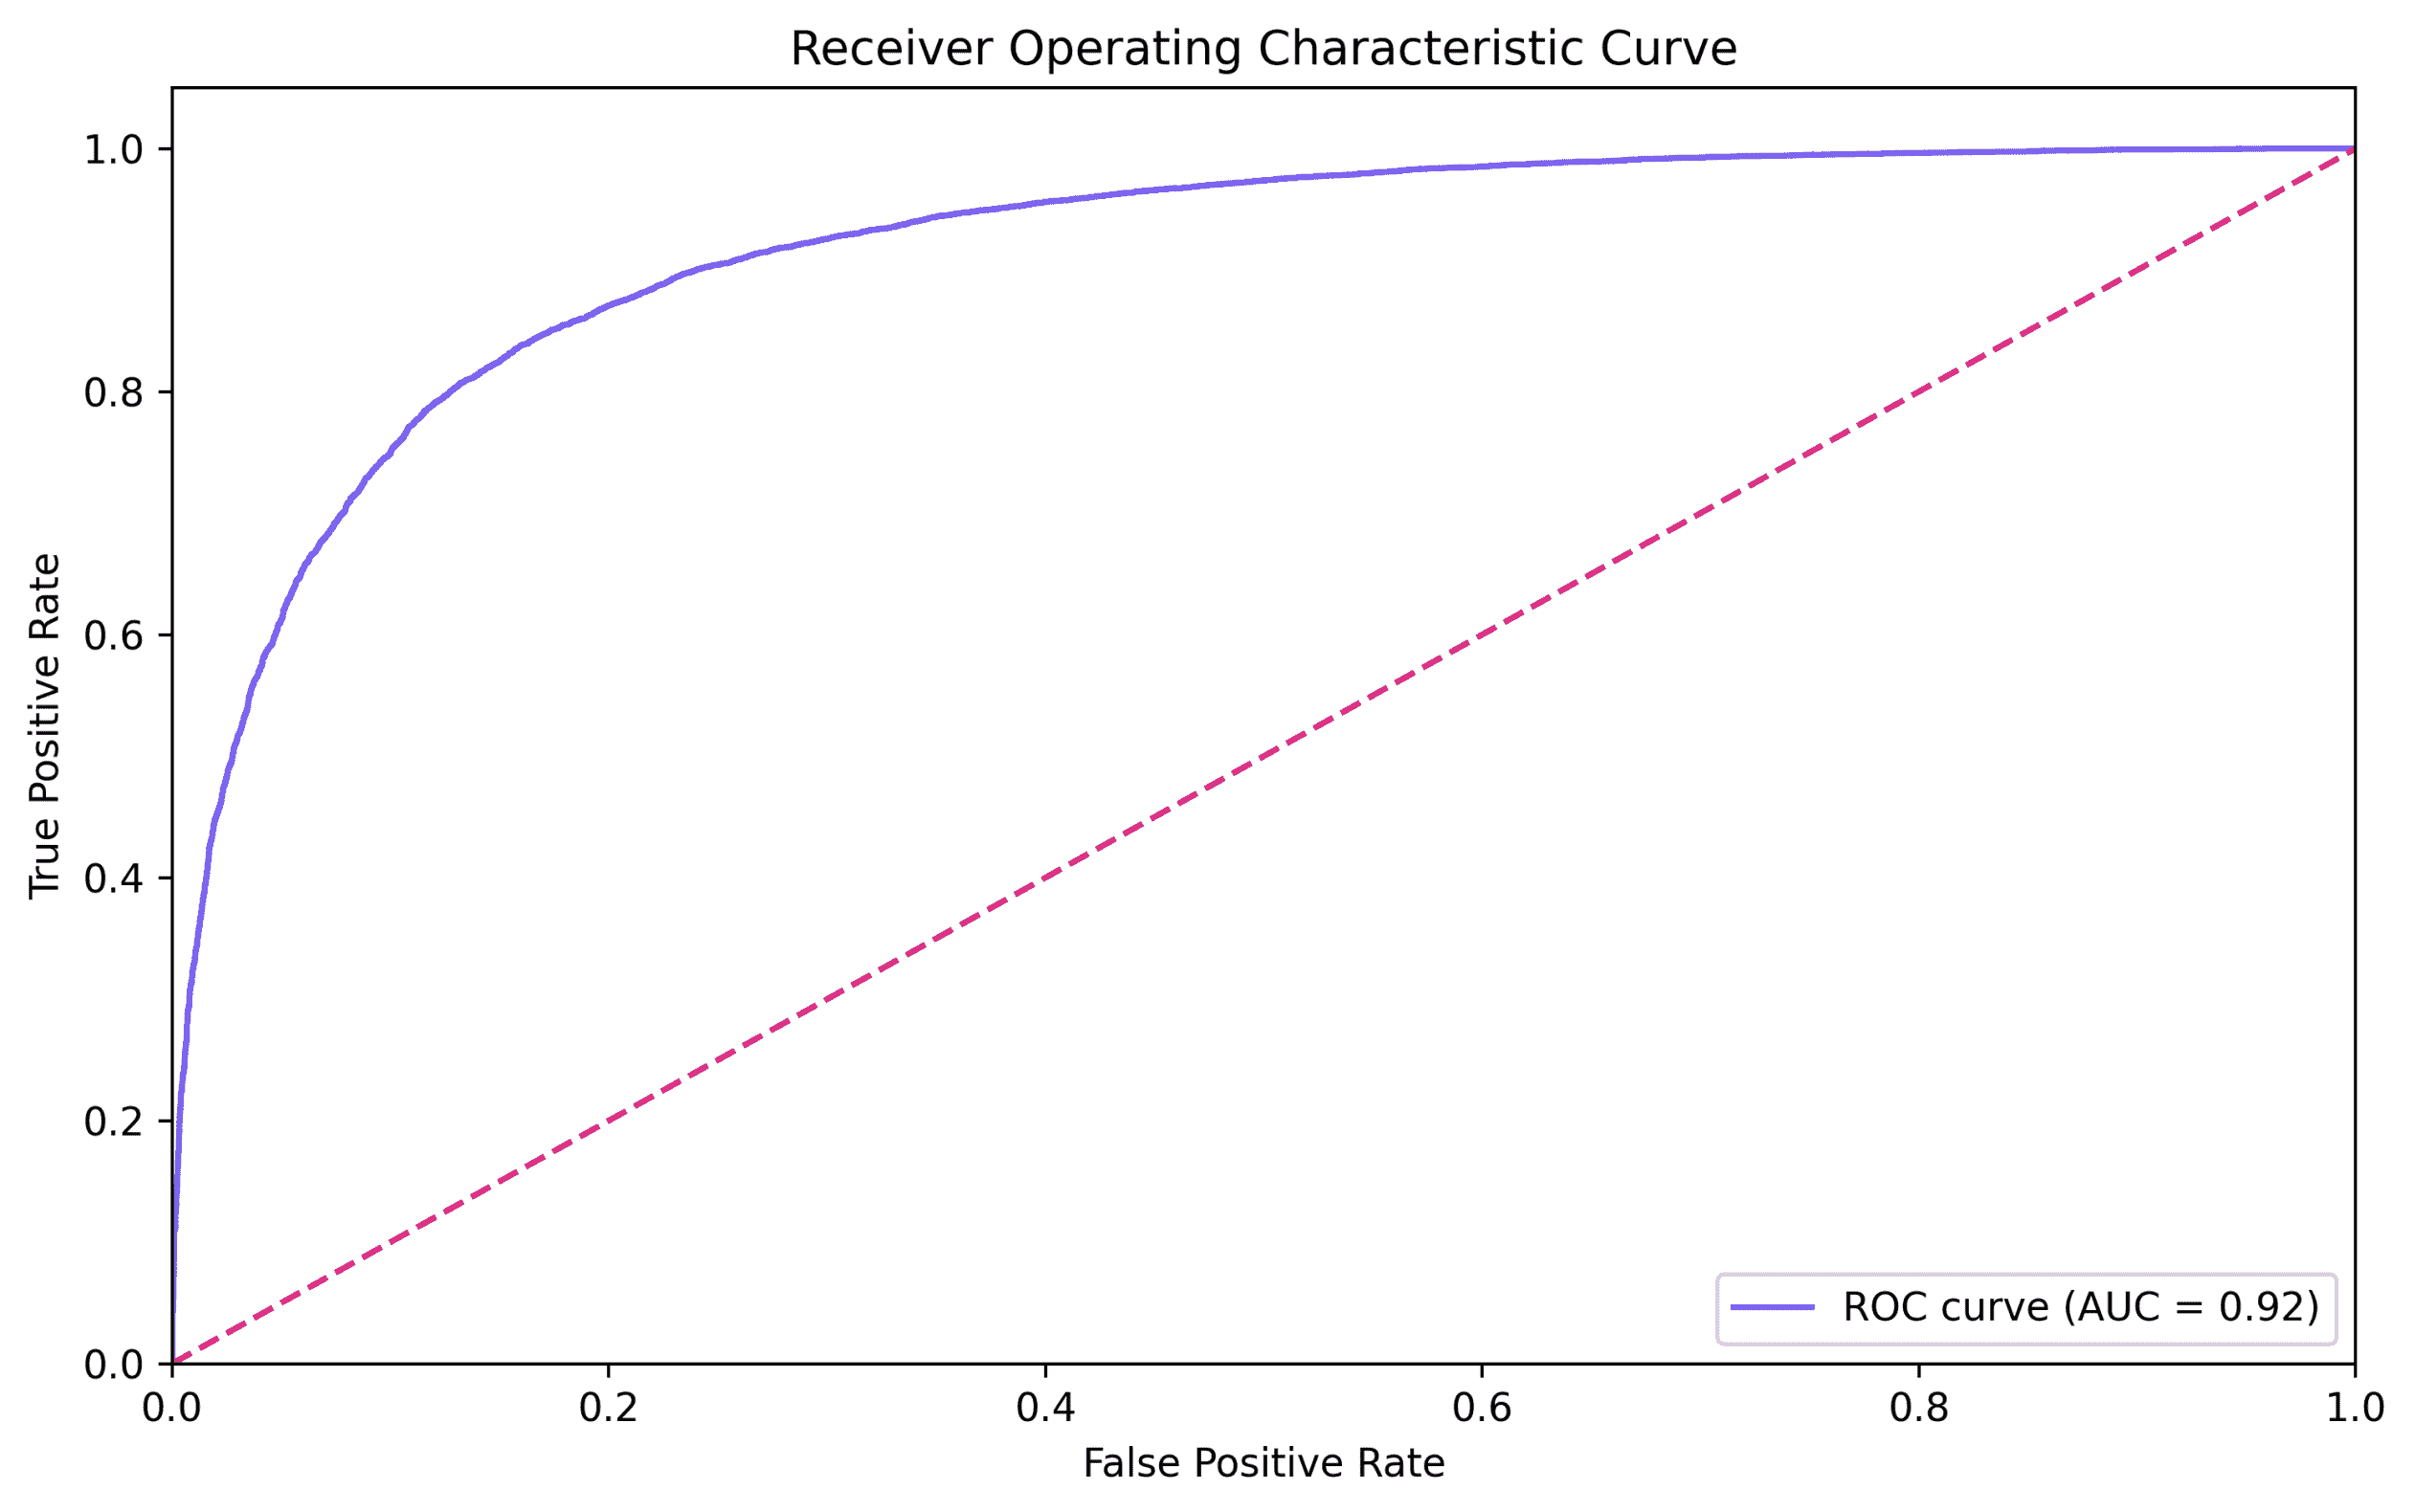 Receiver Operating Characteristic Curve
1.0
0.8
0.6
0.4
0.2
0.0
True Positive Rate
0.0 0.2 0.4 0.6 0.8 1.0
False Positive Rate
ROC curve (AUC = 0.92)